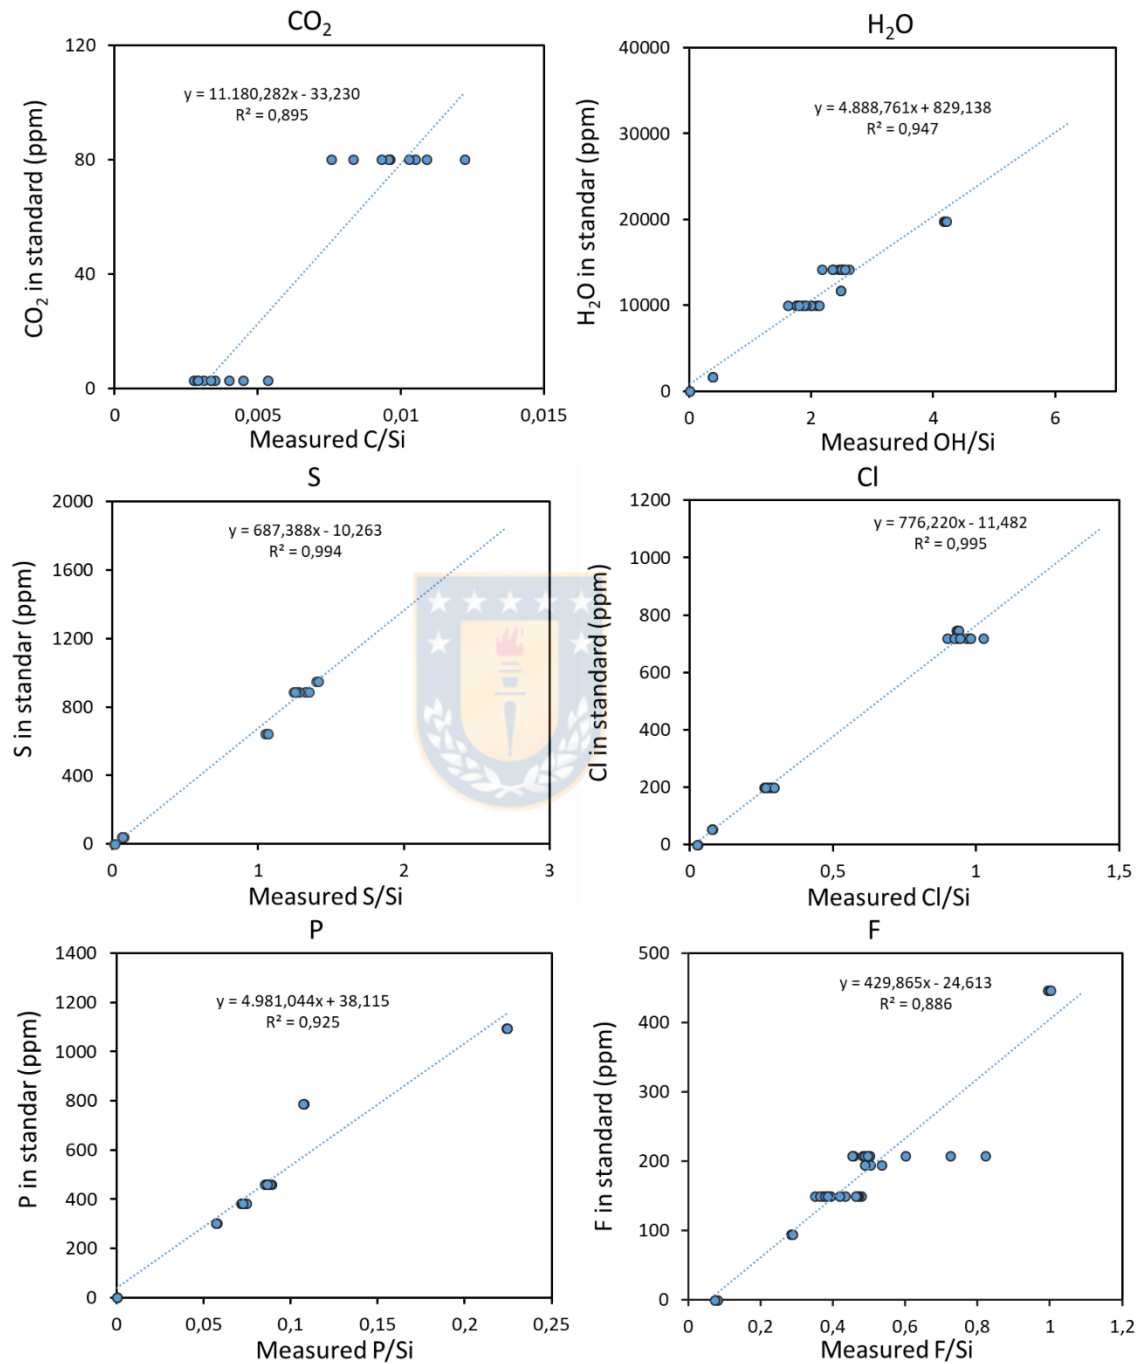 CO2
CO2 in standard (ppm)
120
80
40
0
y = 11.180,282x - 33,230
R² = 0,895
0 0,005 0,01 0,015
Measured C/Si
H2O
H2O in standar (ppm)
40000
30000
20000
10000
0
y = 4.888,761x + 829,138
R² = 0,947
0 2 4 6
Measured OH/Si
S
S in standar (ppm)
2000
1600
1200
800
400
0
y = 687,388x - 10,263
R² = 0,994
0 1 2 3
Measured S/Si
Cl
Cl in standard (ppm)
1200
1000
800
600
400
200
0
y = 776,220x - 11,482
R² = 0,995
0 0,5 1 1,5
Measured Cl/Si
P
P in standar (ppm)
1400
1200
1000
800
600
400
200
0
y = 4.981,044x + 38,115
R² = 0,925
0 0,05 0,1 0,15 0,2 0,25
Measured P/Si
F
F in standard (ppm)
500
400
300
200
100
0
y = 429,865x - 24,613
R² = 0,886
0 0,2 0,4 0,6 0,8 1 1,2
Measured F/Si